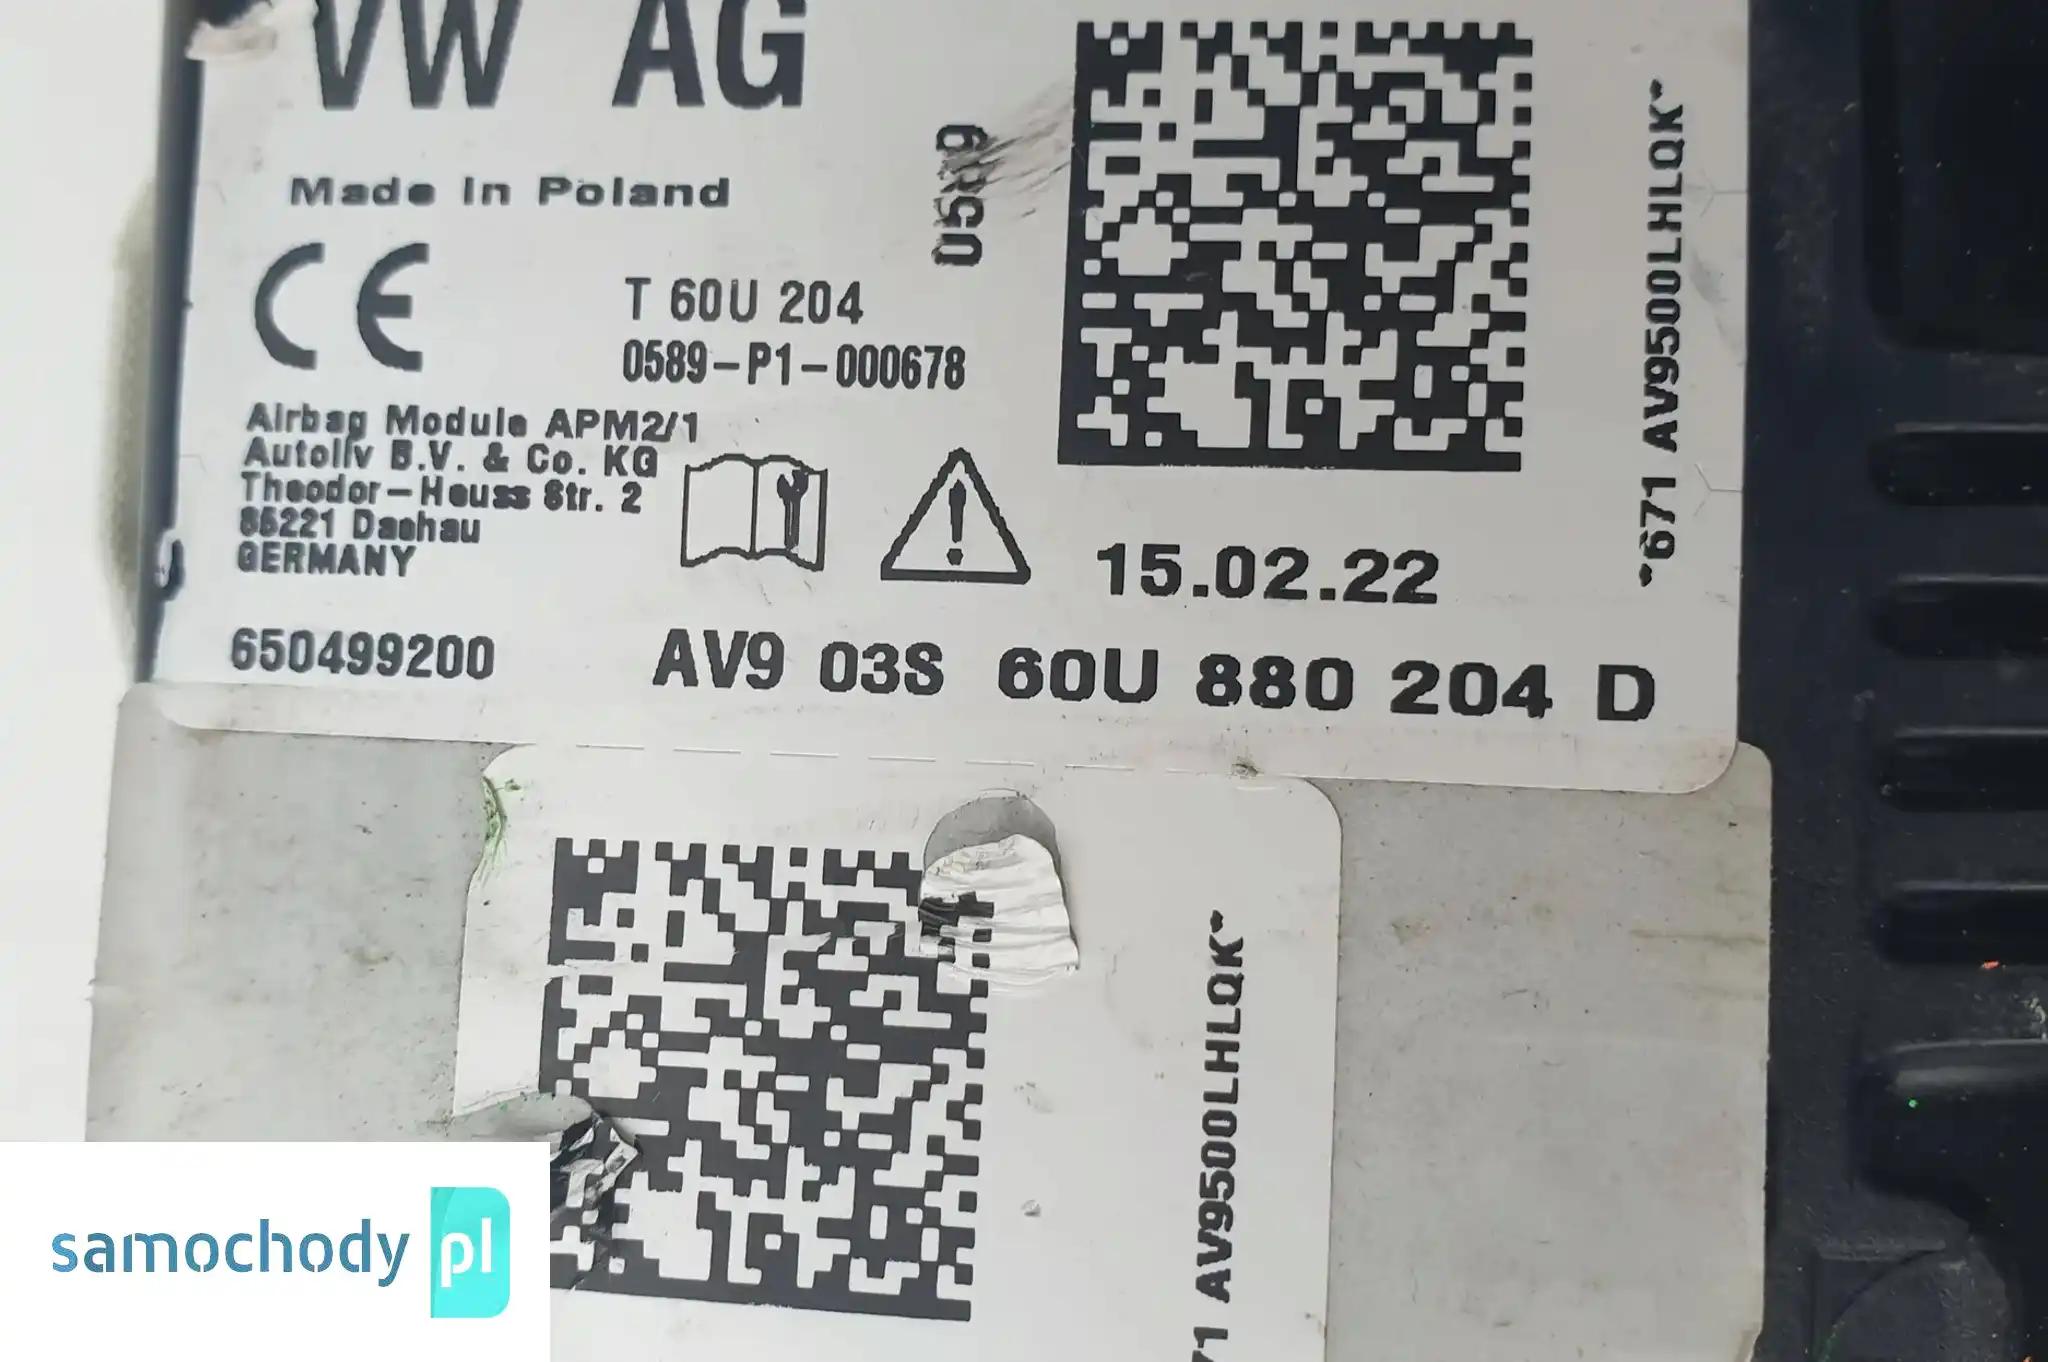 VW AG
Made in Poland
0589
T 60U 204
0589-P1-000678
Airbag Module APM2/1
Autoliv B.V. & Co. KG
Theodor-Heuss Str. 2
85221 Dachau
GERMANY
15.02.22
650499200
AV9 03S 60U 880 204 D
*671 AV9500LHLQK*
71 AV9500LHLQK*
samochody pl